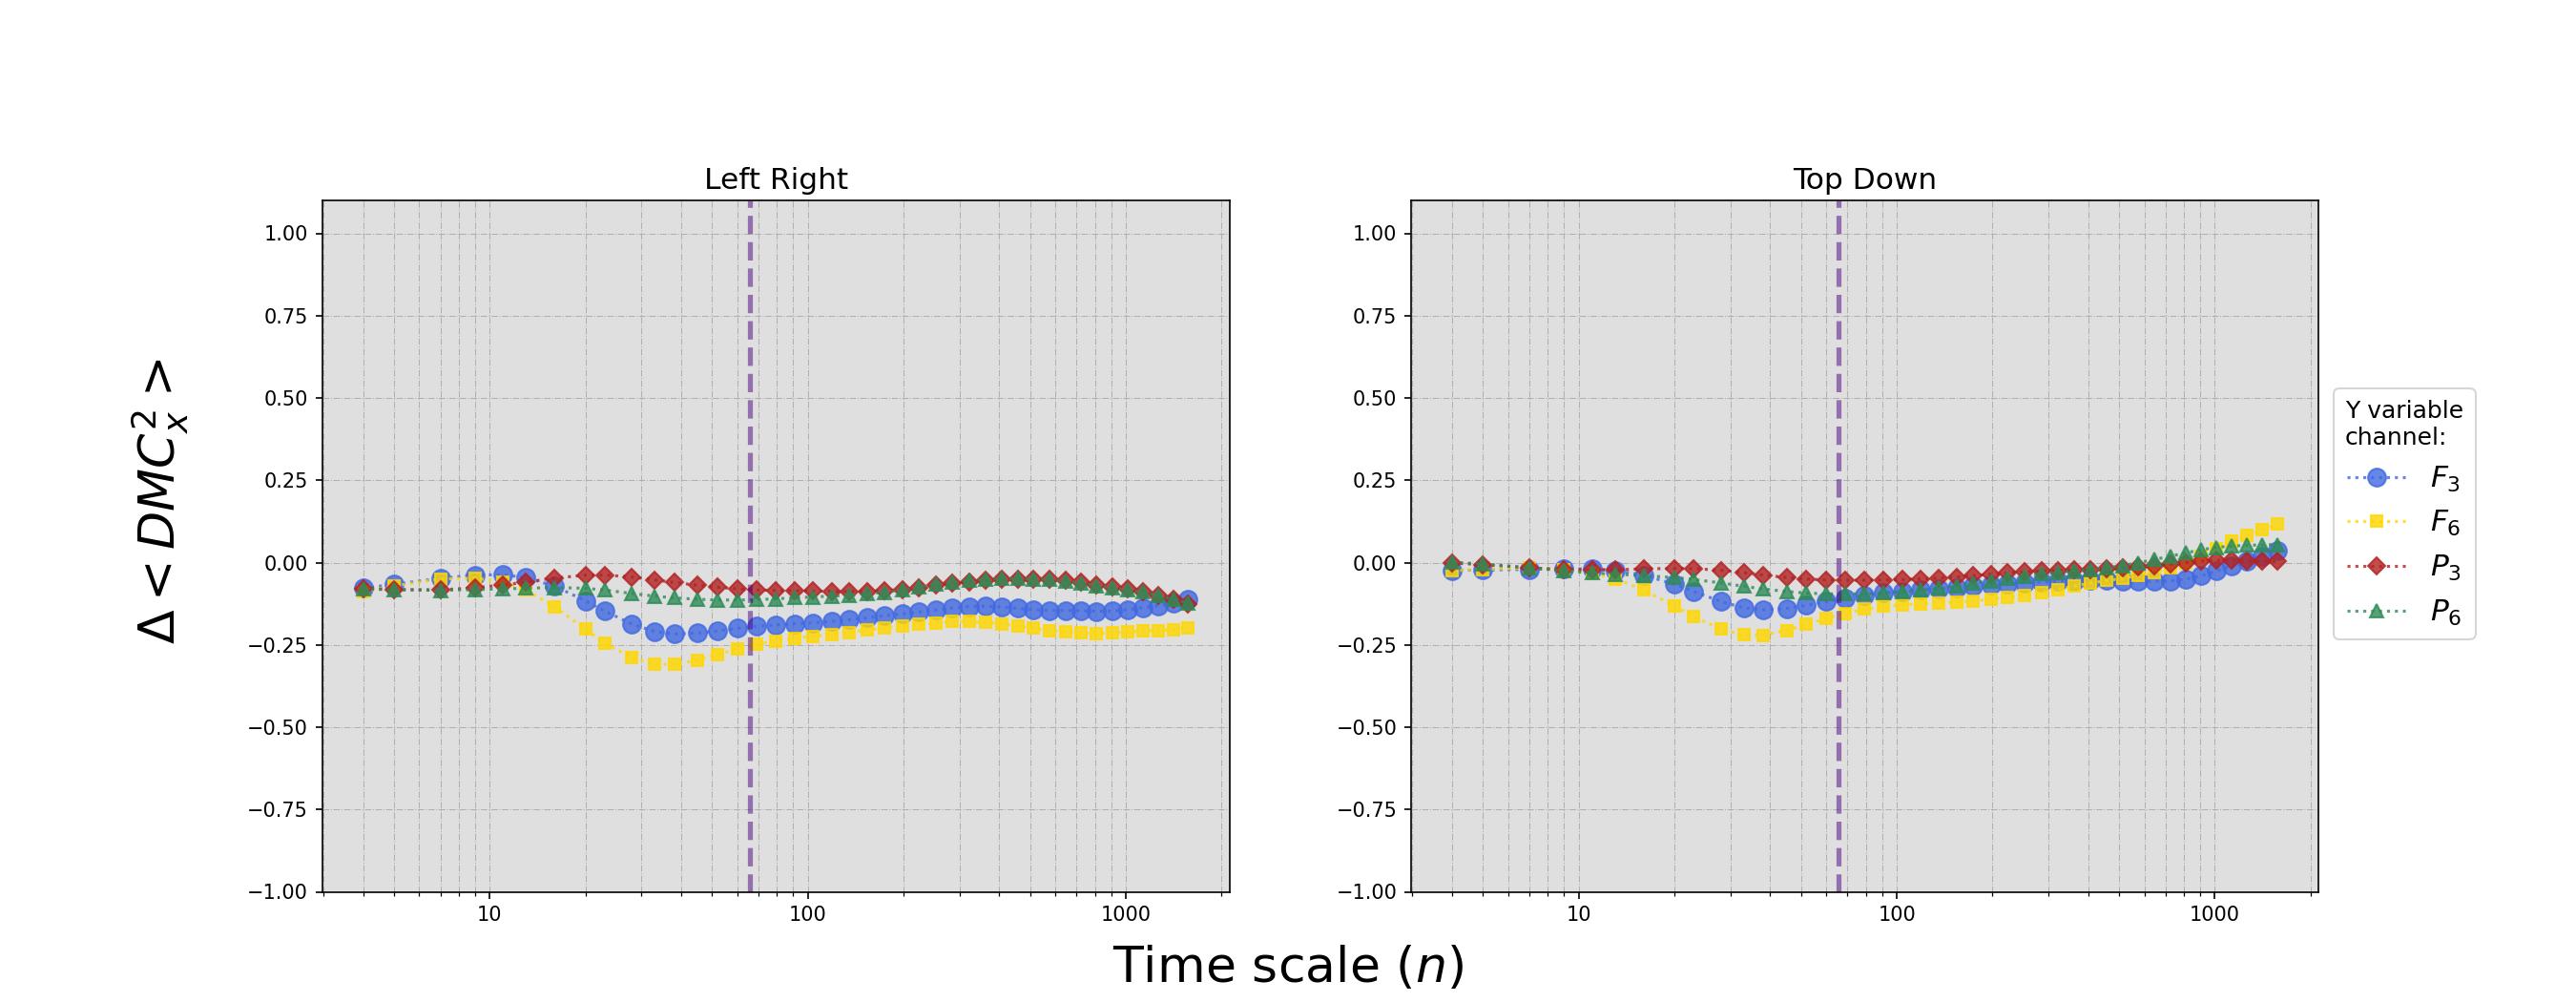 Left Right
Top Down
Δ < DMC²ₓ >
1.00
0.75
0.50
0.25
0.00
−0.25
−0.50
−0.75
−1.00
10 100 1000
1.00
0.75
0.50
0.25
0.00
−0.25
−0.50
−0.75
−1.00
10 100 1000
Y variable
channel:
F₃
F₆
P₃
P₆
Time scale (n)